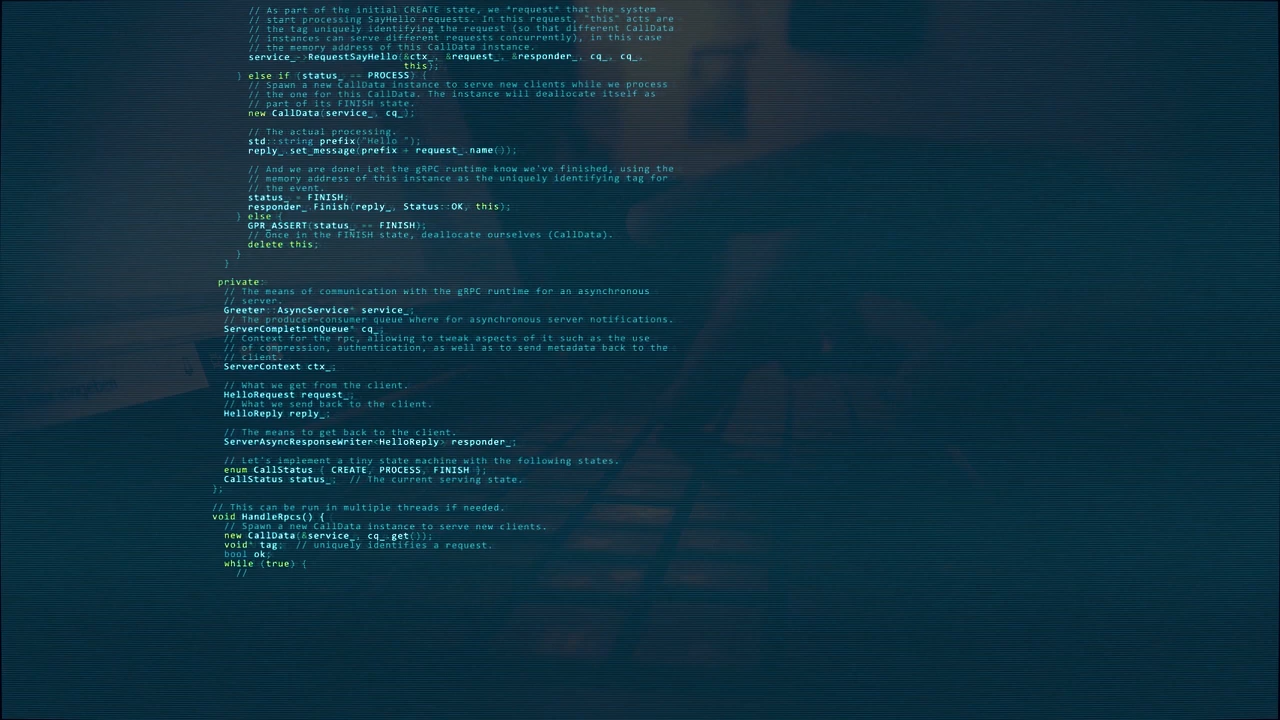 // As part of the initial CREATE state, we *request* that the system
// start processing SayHello requests. In this request, "this" acts are
// the tag uniquely identifying the request (so that different CallData
// instances can serve different requests concurrently), in this case
// the memory address of this CallData instance.
service_->RequestSayHello(&ctx_, &request_, &responder_, cq_, cq_,
this);
} else if (status_ == PROCESS) {
// Spawn a new CallData instance to serve new clients while we process
// the one for this CallData. The instance will deallocate itself as
// part of its FINISH state.
new CallData(service_, cq_);
// The actual processing.
std::string prefix("Hello ");
reply_.set_message(prefix + request_.name());
// And we are done! Let the gRPC runtime know we've finished, using the
// memory address of this instance as the uniquely identifying tag for
// the event.
status_ = FINISH;
responder_.Finish(reply_, Status::OK, this);
} else {
GPR_ASSERT(status_ == FINISH);
// Once in the FINISH state, deallocate ourselves (CallData).
delete this;
}
}
private:
// The means of communication with the gRPC runtime for an asynchronous
// server.
Greeter::AsyncService* service_;
// The producer-consumer queue where for asynchronous server notifications.
ServerCompletionQueue* cq_;
// Context for the rpc, allowing to tweak aspects of it such as the use
// of compression, authentication, as well as to send metadata back to the
// client.
ServerContext ctx_;
// What we get from the client.
HelloRequest request_;
// What we send back to the client.
HelloReply reply_;
// The means to get back to the client.
ServerAsyncResponseWriter<HelloReply> responder_;
// Let's implement a tiny state machine with the following states.
enum CallStatus { CREATE, PROCESS, FINISH };
CallStatus status_;  // The current serving state.
};
// This can be run in multiple threads if needed.
void HandleRpcs() {
// Spawn a new CallData instance to serve new clients.
new CallData(&service_, cq_.get());
void* tag;  // uniquely identifies a request.
bool ok;
while (true) {
//